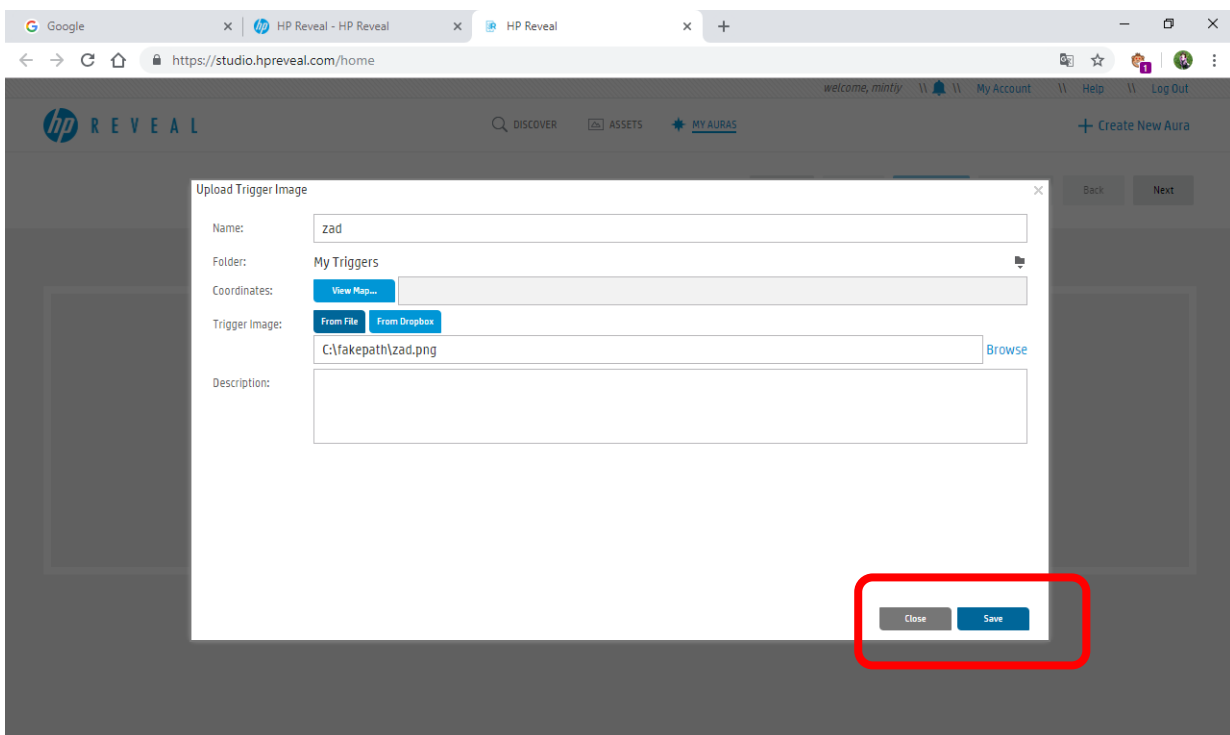 Google
HP Reveal - HP Reveal
HP Reveal
https://studio.hpreveal.com/home
1
welcome, mintiy \\ \\ My Account \\ Help \\ Log Out
hp REVEAL
DISCOVER
ASSETS
MY AURAS
+ Create New Aura
Back
Next
Upload Trigger Image
Name:
zad
Folder:
My Triggers
Coordinates:
View Map...
Trigger Image:
From File
From Dropbox
C:\fakepath\zad.png
Browse
Description:
Close
Save